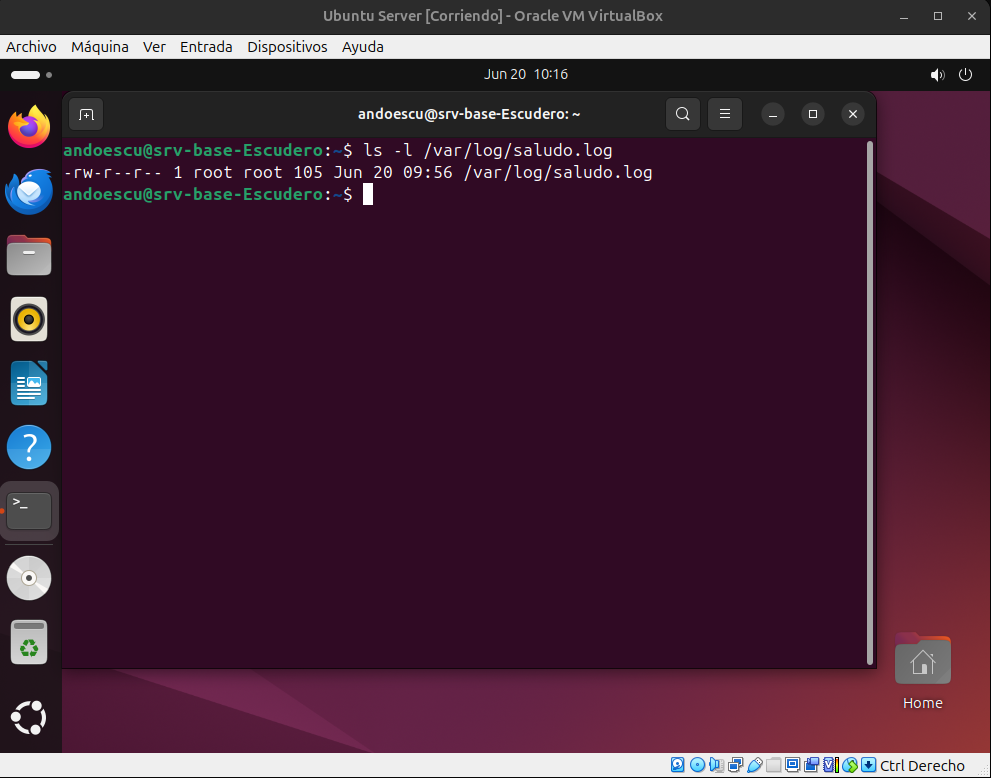 Ubuntu Server [Corriendo] - Oracle VM VirtualBox
Archivo Máquina Ver Entrada Dispositivos Ayuda
Jun 20 10:16
andoescu@srv-base-Escudero: ~
andoescu@srv-base-Escudero:~$ ls -l /var/log/saludo.log
-rw-r--r-- 1 root root 105 Jun 20 09:56 /var/log/saludo.log
andoescu@srv-base-Escudero:~$
Home
Ctrl Derecho